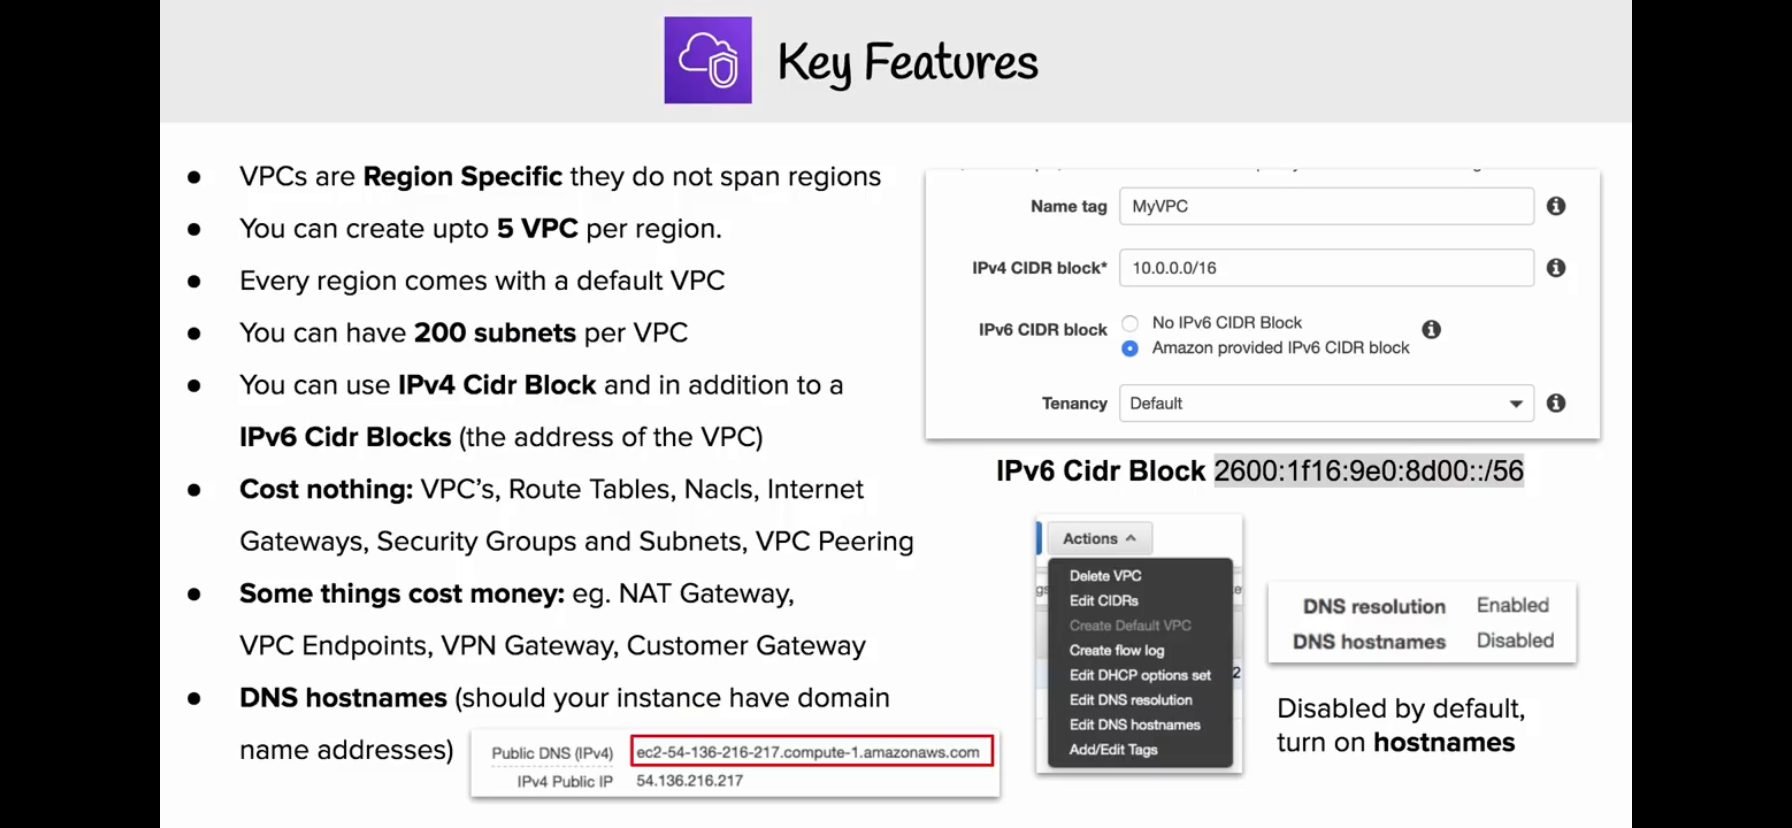 Key Features
● VPCs are Region Specific they do not span regions
● You can create upto 5 VPC per region.
● Every region comes with a default VPC
● You can have 200 subnets per VPC
● You can use IPv4 Cidr Block and in addition to a
IPv6 Cidr Blocks (the address of the VPC)
● Cost nothing: VPC's, Route Tables, Nacls, Internet
Gateways, Security Groups and Subnets, VPC Peering
● Some things cost money: eg. NAT Gateway,
VPC Endpoints, VPN Gateway, Customer Gateway
● DNS hostnames (should your instance have domain
name addresses)
Public DNS (IPv4) ec2-54-136-216-217.compute-1.amazonaws.com
IPv4 Public IP 54.136.216.217
Name tag MyVPC
IPv4 CIDR block* 10.0.0.0/16
IPv6 CIDR block No IPv6 CIDR Block
Amazon provided IPv6 CIDR block
Tenancy Default
IPv6 Cidr Block 2600:1f16:9e0:8d00::/56
Actions
Delete VPC
Edit CIDRs
Create Default VPC
Create flow log
Edit DHCP options set
Edit DNS resolution
Edit DNS hostnames
Add/Edit Tags
DNS resolution Enabled
DNS hostnames Disabled
Disabled by default,
turn on hostnames